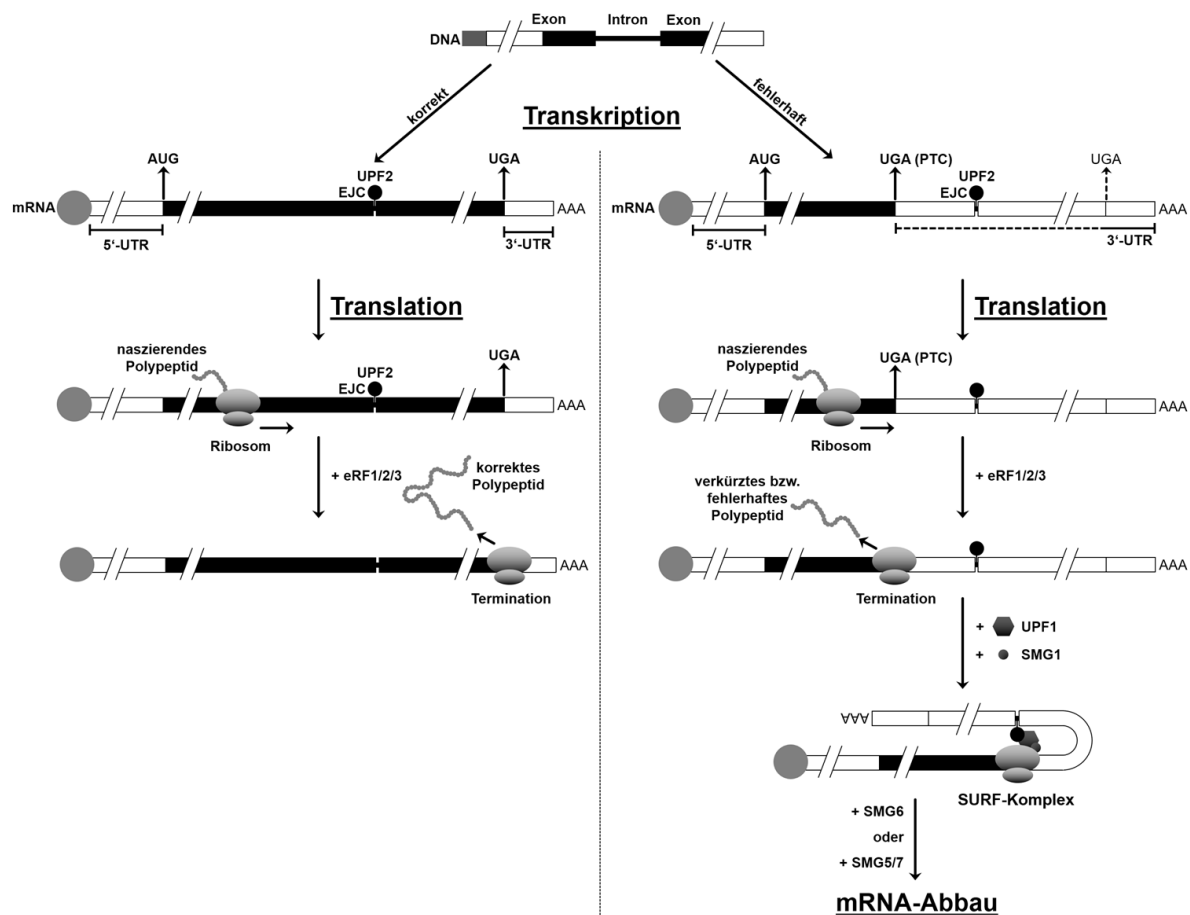 Exon Intron Exon
DNA
korrekt
fehlerhaft
Transkription
AUG
UGA
UPF2
EJC
mRNA
AAA
5‘-UTR
3‘-UTR
AUG
UGA (PTC)
UGA
UPF2
EJC
mRNA
AAA
5‘-UTR
3‘-UTR
Translation
naszierendes
Polypeptid
UGA
UPF2
EJC
AAA
Ribosom
+ eRF1/2/3
korrektes
Polypeptid
AAA
Termination
Translation
naszierendes
Polypeptid
UGA (PTC)
AAA
Ribosom
+ eRF1/2/3
verkürztes bzw.
fehlerhaftes
Polypeptid
AAA
Termination
+ UPF1
+ SMG1
AAA
SURF-Komplex
+ SMG6
oder
+ SMG5/7
mRNA-Abbau